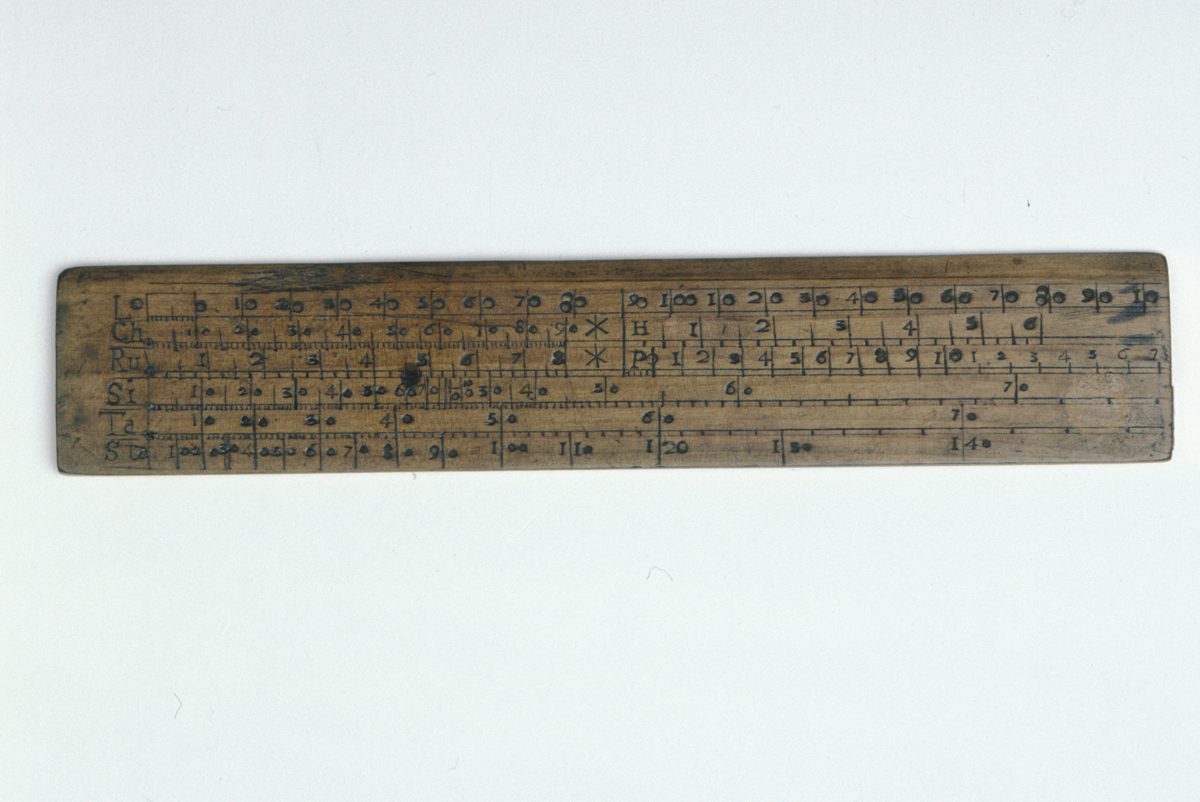 Lo 0 10 20 30 40 50 60 70 80 90 100 10 20 30 40 50 60 70 80 90 10
Ch 10 20 30 40 50 60 70 80 90 H 1 2 3 4 5 6
Ru 1 2 3 4 5 6 7 8 Po 1 2 3 4 5 6 7 8 9 10 1 2 3 4 5 6 7
Si 10 20 30 40 50 60 70 30 40 50 60 70
Ta 10 20 30 40 50 60 70
ST 10 20 30 40 50 60 70 80 90 100 110 120 130 140